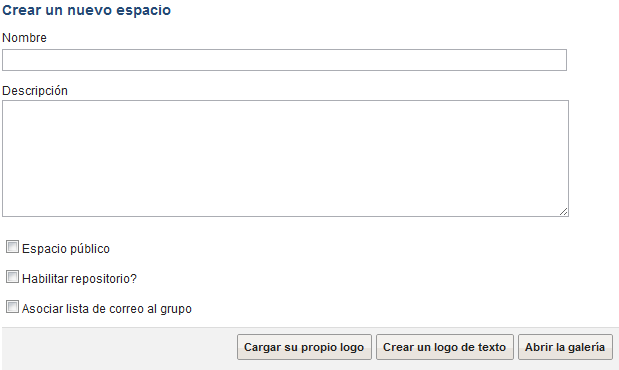 Crear un nuevo espacio
Nombre
Descripción
Espacio público
Habilitar repositorio?
Asociar lista de correo al grupo
Cargar su propio logo Crear un logo de texto Abrir la galería